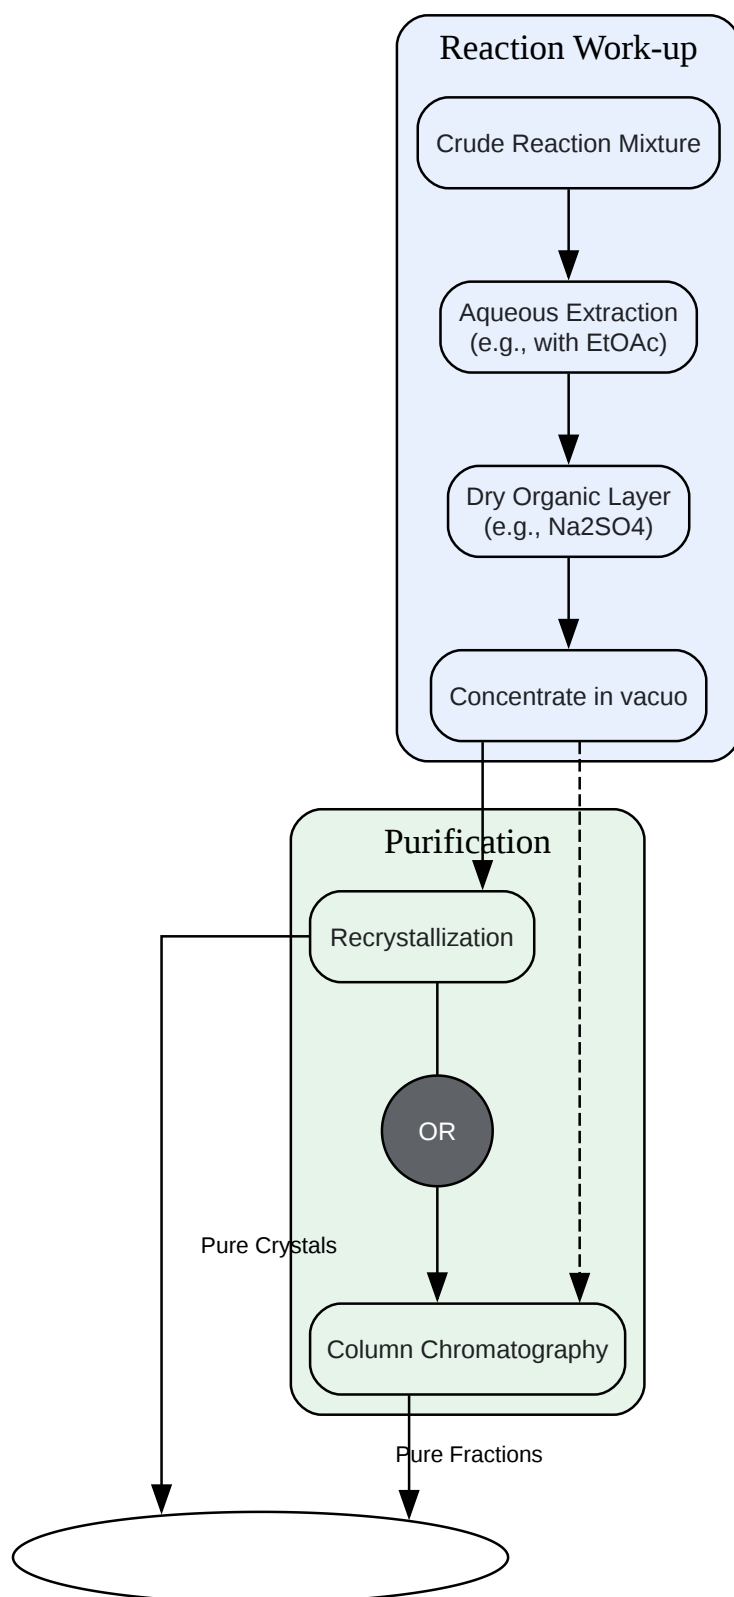 Reaction Work-up
Crude Reaction Mixture
Aqueous Extraction
(e.g., with EtOAc)
Dry Organic Layer
(e.g., Na2SO4)
Concentrate in vacuo
Purification
Recrystallization
OR
Pure Crystals
Column Chromatography
Pure Fractions